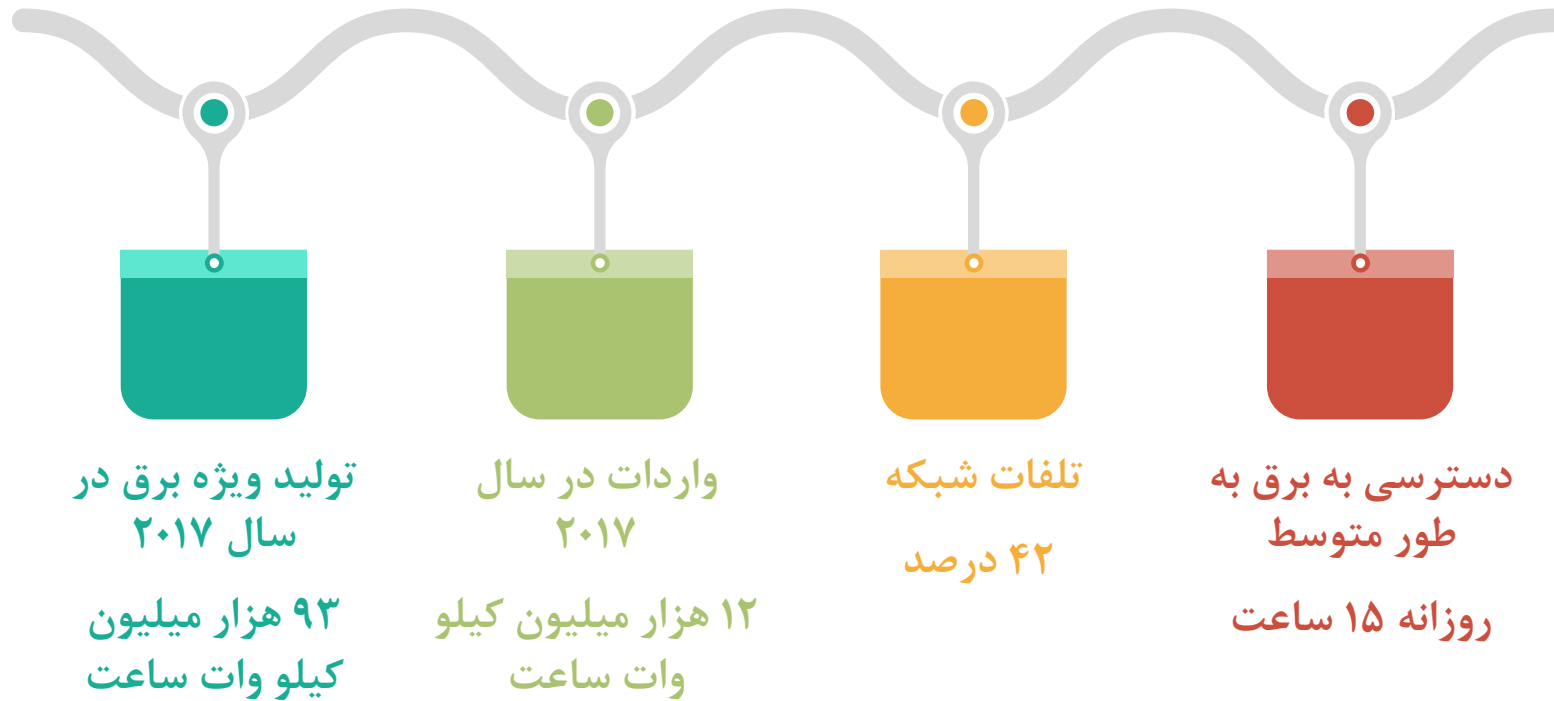 دسترسی به برق به
طور متوسط
روزانه ۱۵ ساعت
تلفات شبکه
۴۲ درصد
واردات در سال
۲۰۱۷
۱۲ هزار میلیون کیلو
وات ساعت
تولید ویژه برق در
سال ۲۰۱۷
۹۳ هزار میلیون
کیلو وات ساعت